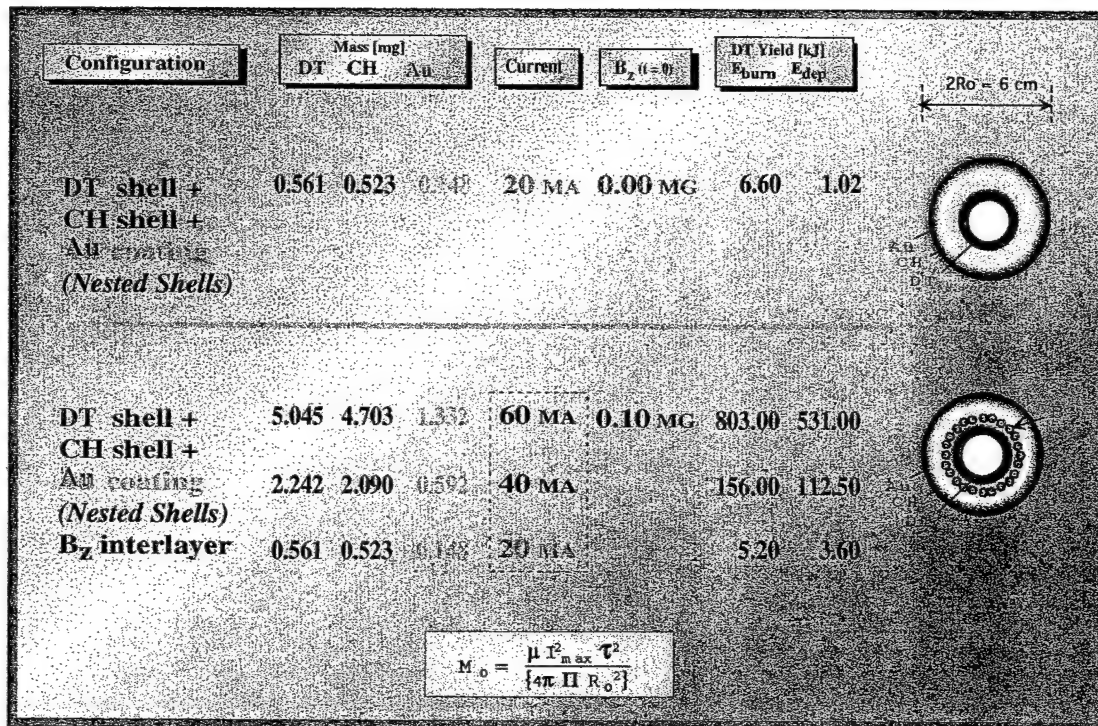 Configuration
Mass [mg]
DT CH Au
Current
B_z (t = 0)
DT Yield [kJ]
E_burn E_dep
2Ro = 6 cm
DT shell + 0.561 0.523 0.148 20 MA 0.00 MG 6.60 1.02
CH shell +
Au coating
(Nested Shells)
Au
CH
DT
DT shell + 5.045 4.703 1.332 60 MA 0.10 MG 803.00 531.00
CH shell +
Au coating 2.242 2.090 0.592 40 MA 156.00 112.50
(Nested Shells)
B_z interlayer 0.561 0.523 0.148 20 MA 5.20 3.60
M_o = μ I²_max τ² / {4π Π R_o²}